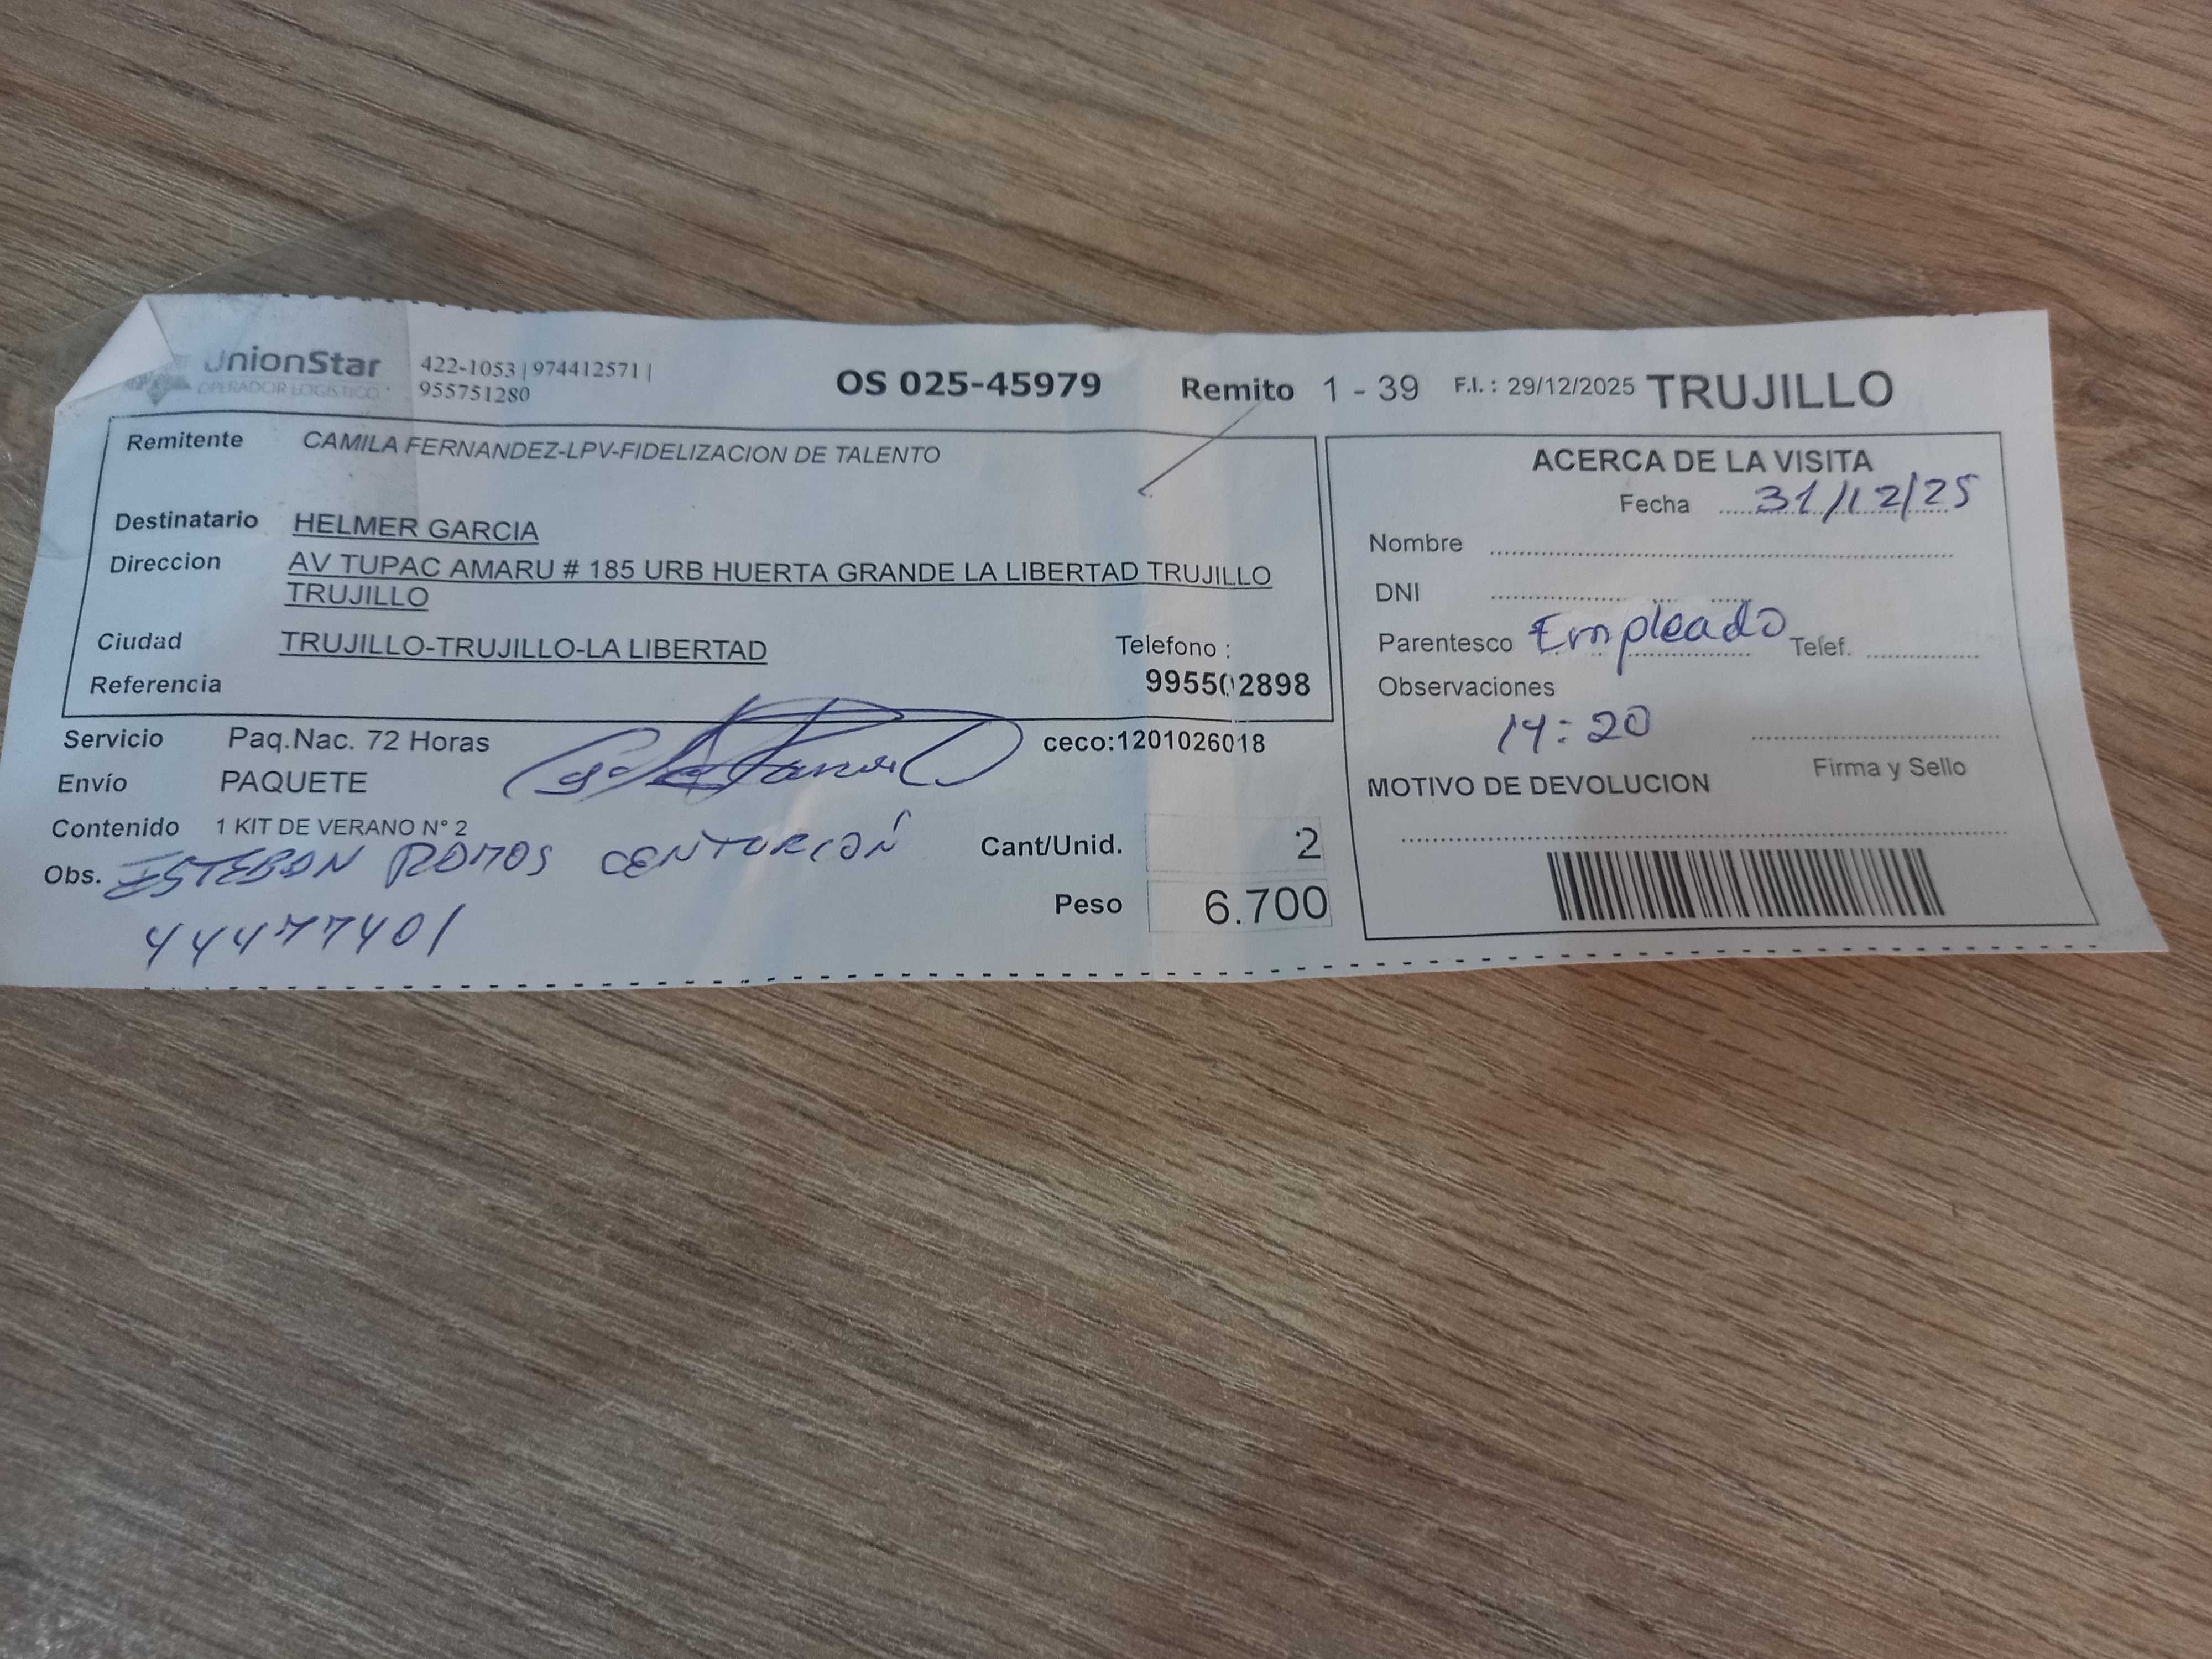 UnionStar
OPERADOR LOGISTICO
422-1053 | 974412571 |
955751280
OS 025-45979
Remito 1 - 39
F.I. : 29/12/2025 TRUJILLO
Remitente CAMILA FERNANDEZ-LPV-FIDELIZACION DE TALENTO
Destinatario HELMER GARCIA
Direccion AV TUPAC AMARU # 185 URB HUERTA GRANDE LA LIBERTAD TRUJILLO
TRUJILLO
Ciudad TRUJILLO-TRUJILLO-LA LIBERTAD
Telefono :
Referencia
995502898
Servicio Paq.Nac. 72 Horas
ceco:1201026018
Envío PAQUETE
Contenido 1 KIT DE VERANO N° 2
Cant/Unid. 2
Obs. ESTEBAN RAMOS CENTURIÓN
44477401
Peso 6.700
ACERCA DE LA VISITA
Fecha 31/12/25
Nombre
DNI
Parentesco Empleado Telef.
Observaciones
14:20
Firma y Sello
MOTIVO DE DEVOLUCION